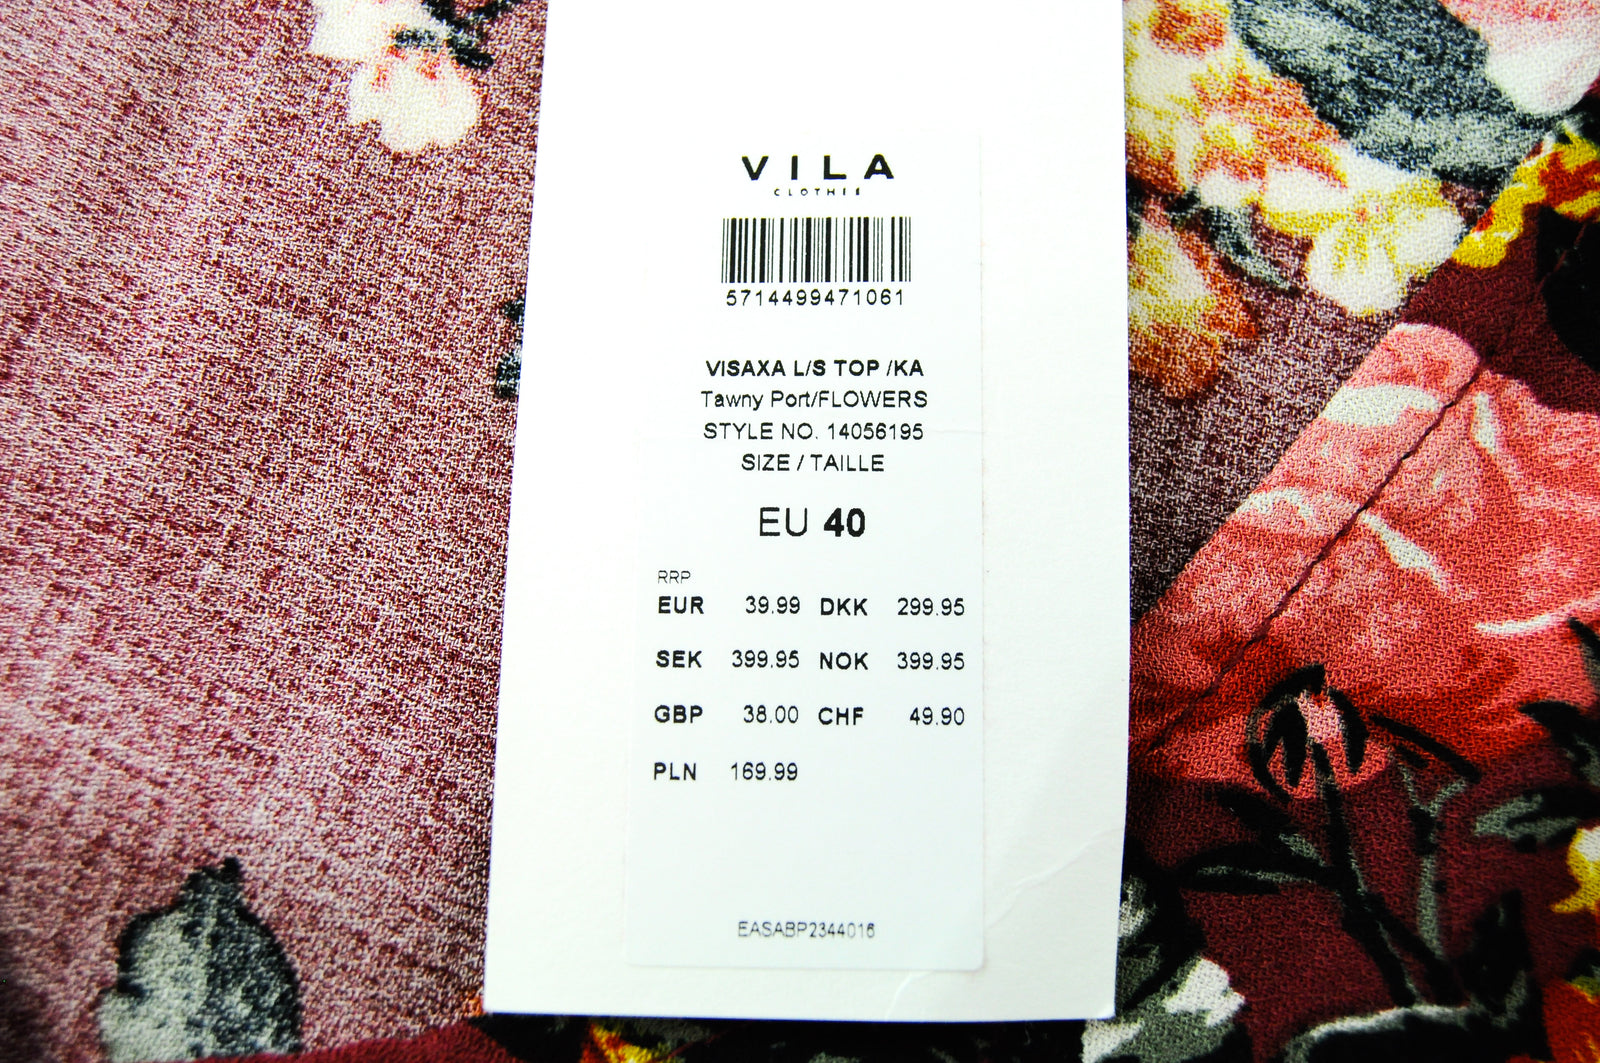 VILA
CLOTHES
5714499471061
VISAXA L/S TOP /KA
Tawny Port/FLOWERS
STYLE NO. 14056195
SIZE / TAILLE
EU 40
RRP
EUR 39.99 DKK 299.95
SEK 399.95 NOK 399.95
GBP 38.00 CHF 49.90
PLN 169.99
EASABP2344016